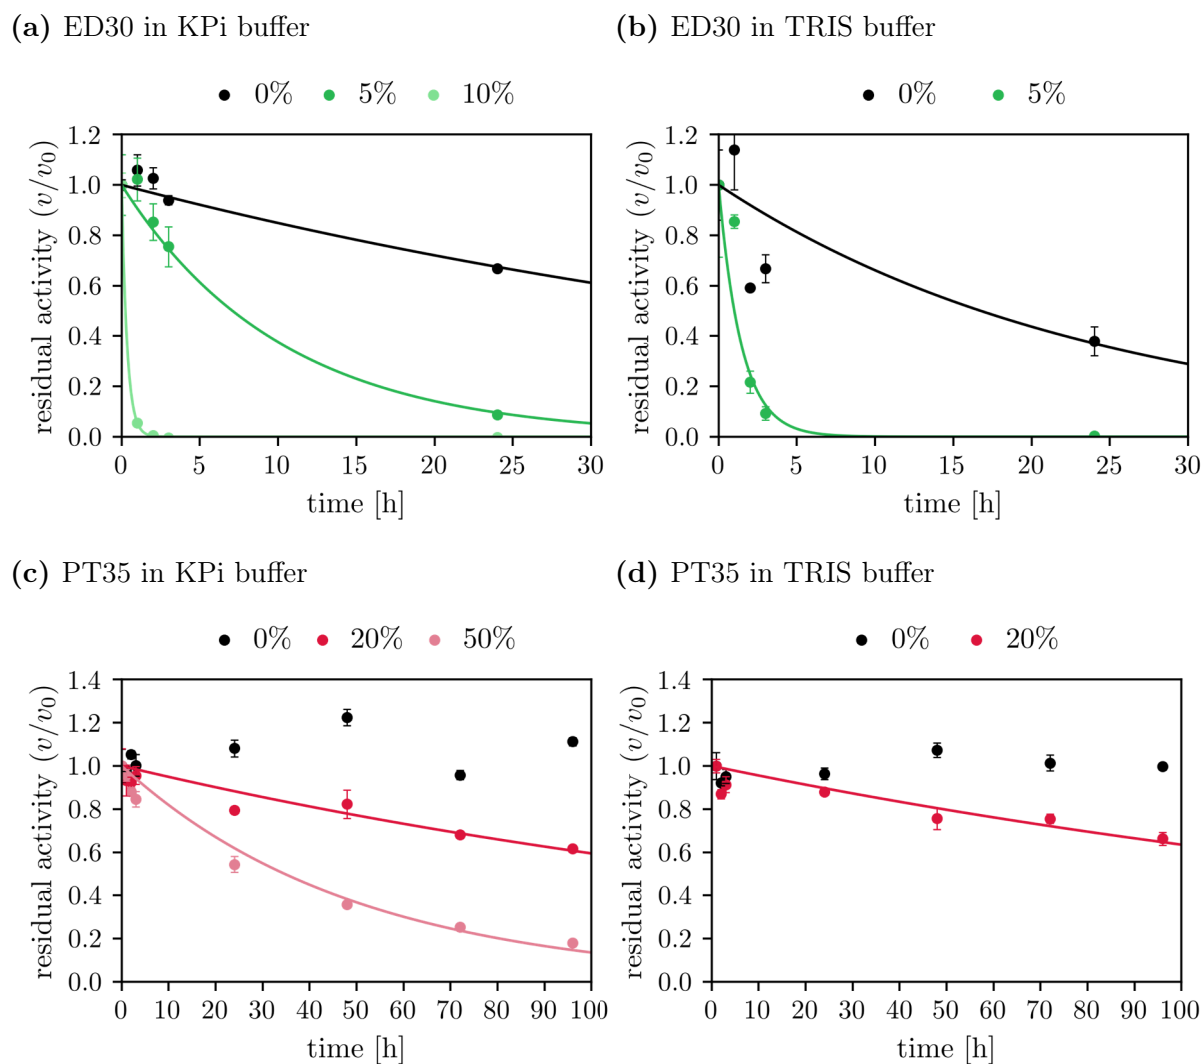 (a) ED30 in KPi buffer
0% 5% 10%
residual activity (v/v0)
1.2
1.0
0.8
0.6
0.4
0.2
0.0
0 5 10 15 20 25 30
time [h]
(b) ED30 in TRIS buffer
0% 5%
residual activity (v/v0)
1.2
1.0
0.8
0.6
0.4
0.2
0.0
0 5 10 15 20 25 30
time [h]
(c) PT35 in KPi buffer
0% 20% 50%
residual activity (v/v0)
1.4
1.2
1.0
0.8
0.6
0.4
0.2
0.0
0 10 20 30 40 50 60 70 80 90 100
time [h]
(d) PT35 in TRIS buffer
0% 20%
residual activity (v/v0)
1.4
1.2
1.0
0.8
0.6
0.4
0.2
0.0
0 10 20 30 40 50 60 70 80 90 100
time [h]